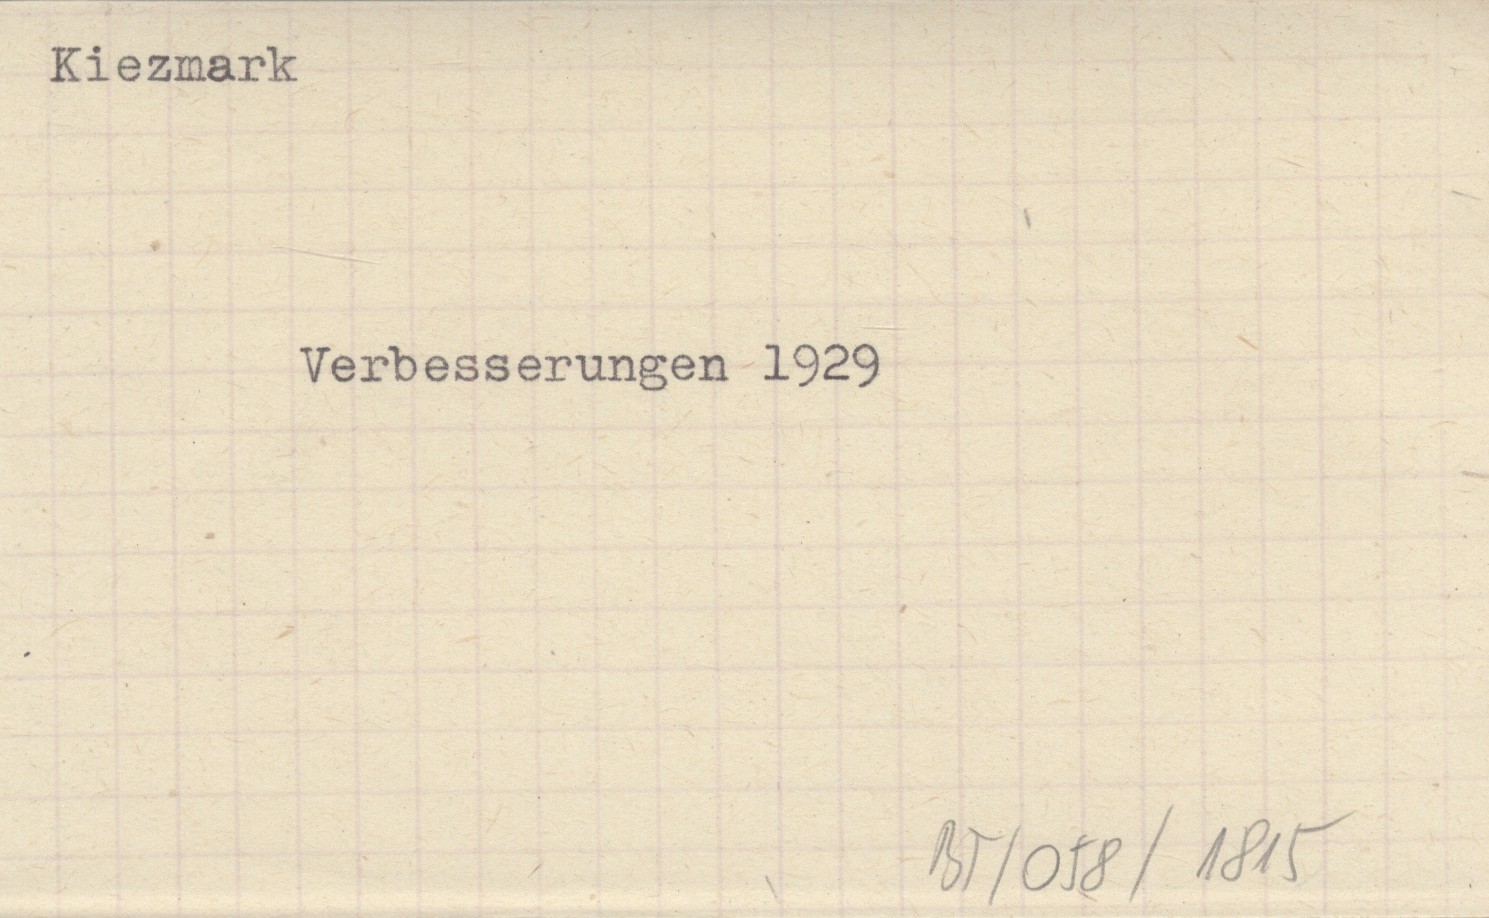 Kiezmark
Verbesserungen 1929
BT/058/1815